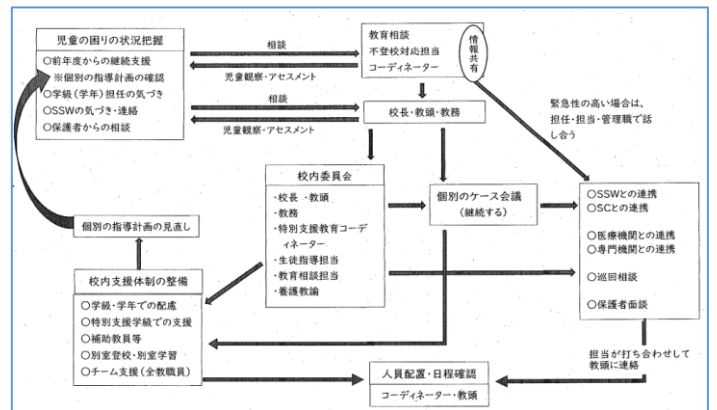 児童の困りの状況把握
○前年度からの継続支援
※個別の指導計画の確認
○学級(学年)担任の気づき
○SSWの気づき・連絡
○保護者からの相談
相談
児童観察・アセスメント
相談
児童観察・アセスメント
教育相談
不登校対応担当
コーディネーター
情報共有
校長・教頭・教務
緊急性の高い場合は、
担任・担当・管理職で話
し合う
校内委員会
・校長・教頭
・教務
・特別支援教育コーデ
ィネーター
・生徒指導担当
・教育相談担当
・養護教諭
個別のケース会議
(継続する)
○SSWとの連携
○SCとの連携
○医療機関との連携
○専門機関との連携
○巡回相談
○保護者面談
個別の指導計画の見直し
校内支援体制の整備
○学級・学年での配慮
○特別支援学級での支援
○補助教員等
○別室登校・別室学習
○チーム支援(全教職員)
担当が打ち合わせして
教頭に連絡
人員配置・日程確認
コーディネーター・教頭